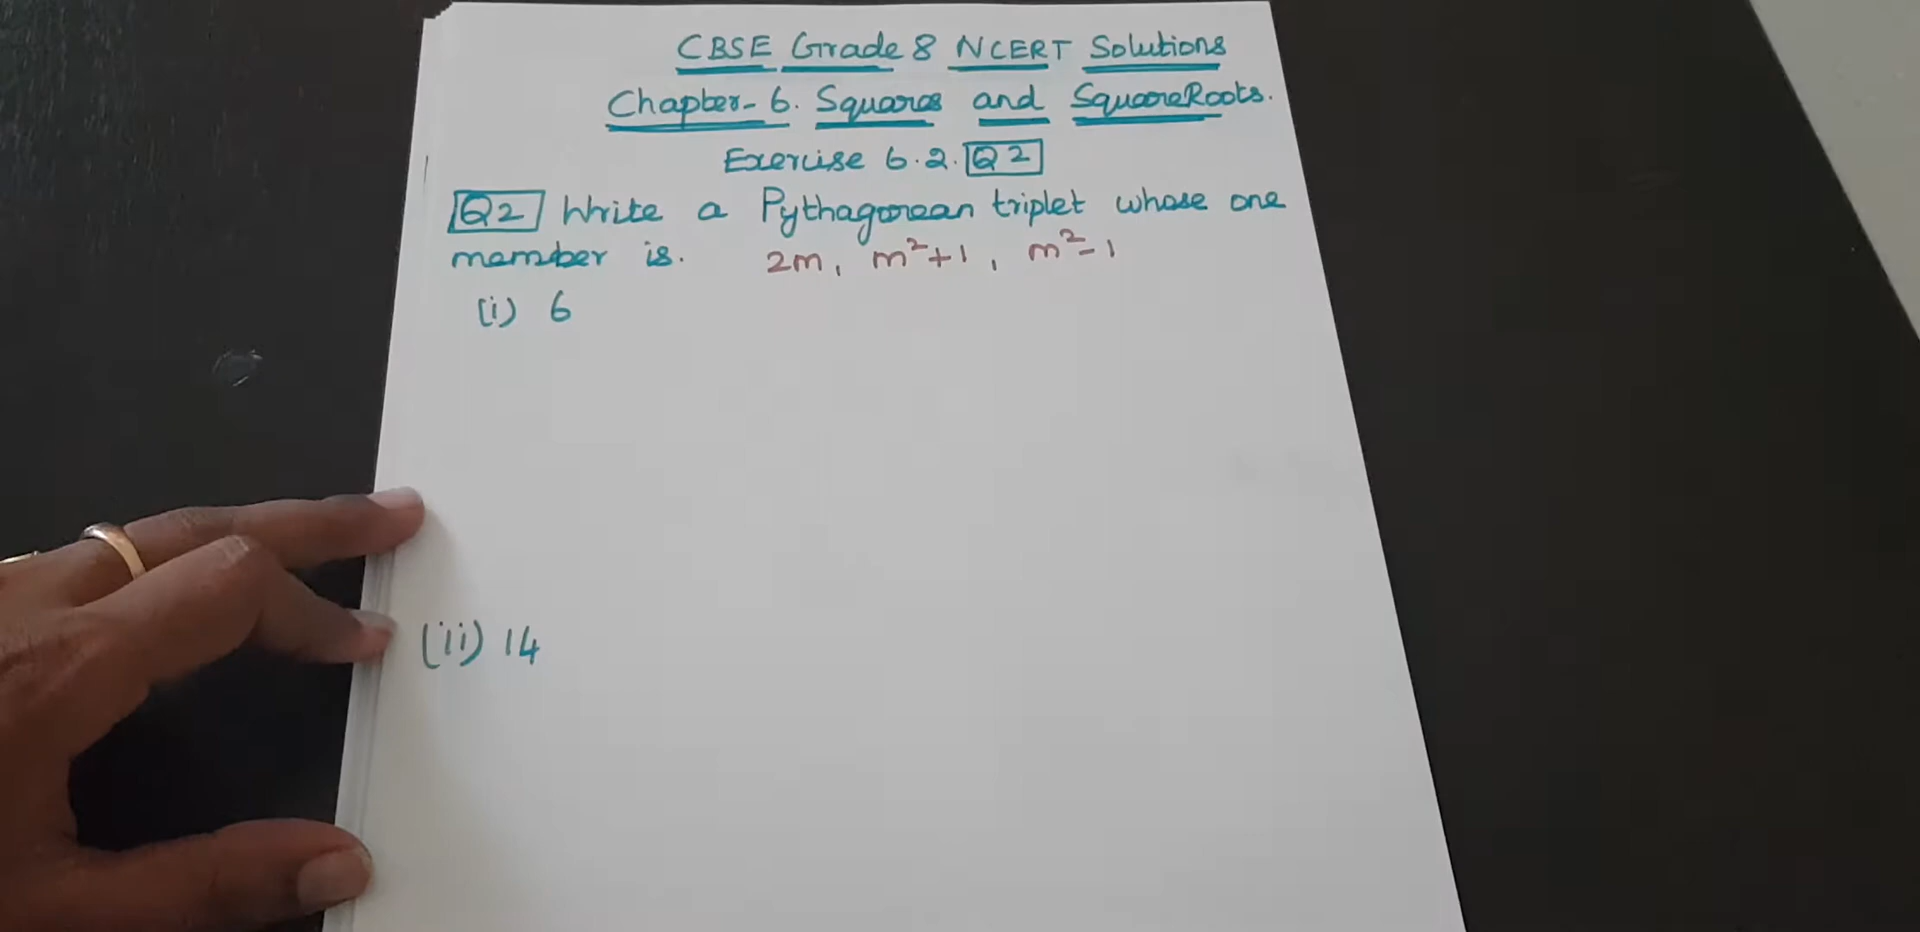 CBSE Grade 8 NCERT Solutions
Chapter-6. Squares and SquareRoots.
Exercise 6.2. Q2
Q2 Write a Pythagorean triplet whose one
member is. 2m, m²+1, m²-1
(i) 6
(ii) 14